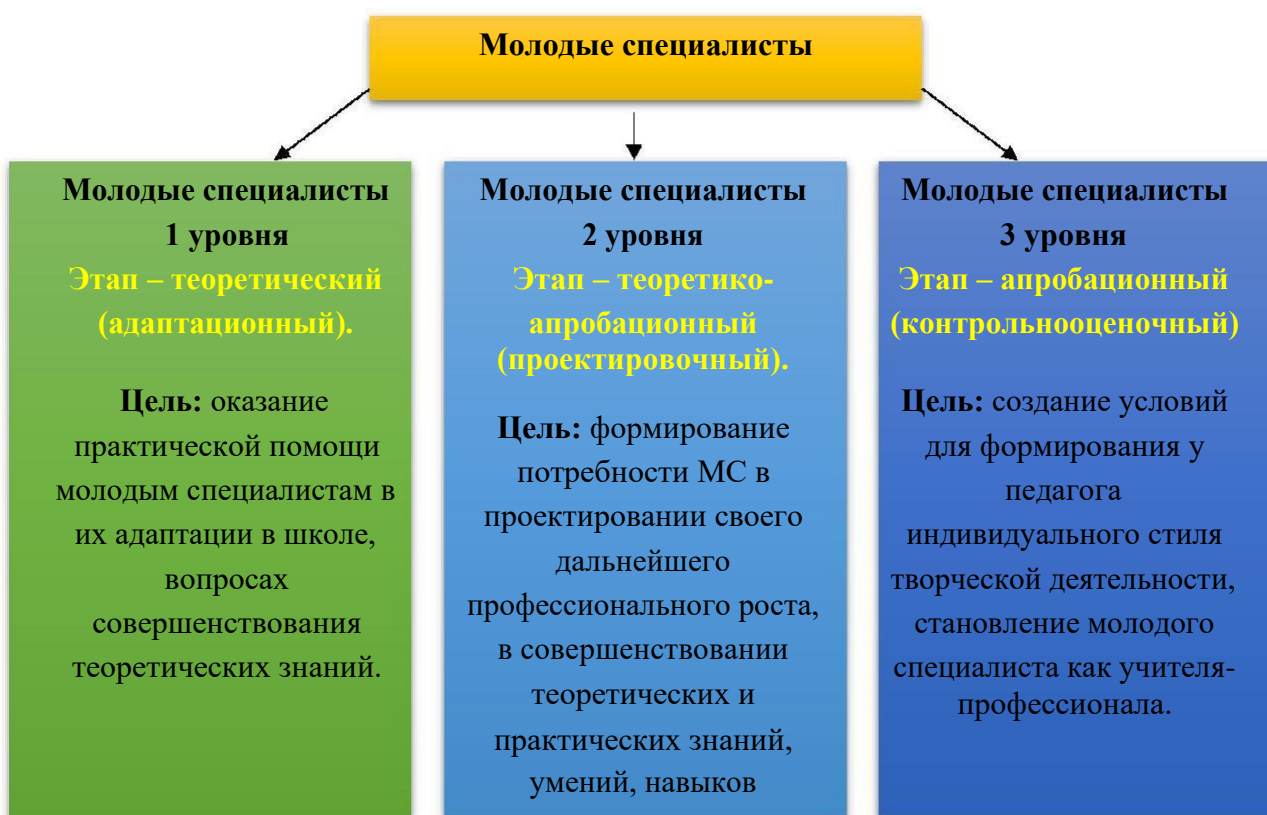 Молодые специалисты
Молодые специалисты
1 уровня
Этап – теоретический
(адаптационный).
Цель: оказание
практической помощи
молодым специалистам в
их адаптации в школе,
вопросах
совершенствования
теоретических знаний.
Молодые специалисты
2 уровня
Этап – теоретико-
апробационный
(проектировочный).
Цель: формирование
потребности МС в
проектировании своего
дальнейшего
профессионального роста,
в совершенствовании
теоретических и
практических знаний,
умений, навыков
Молодые специалисты
3 уровня
Этап – апробационный
(контрольнооценочный)
Цель: создание условий
для формирования у
педагога
индивидуального стиля
творческой деятельности,
становление молодого
специалиста как учителя-
профессионала.